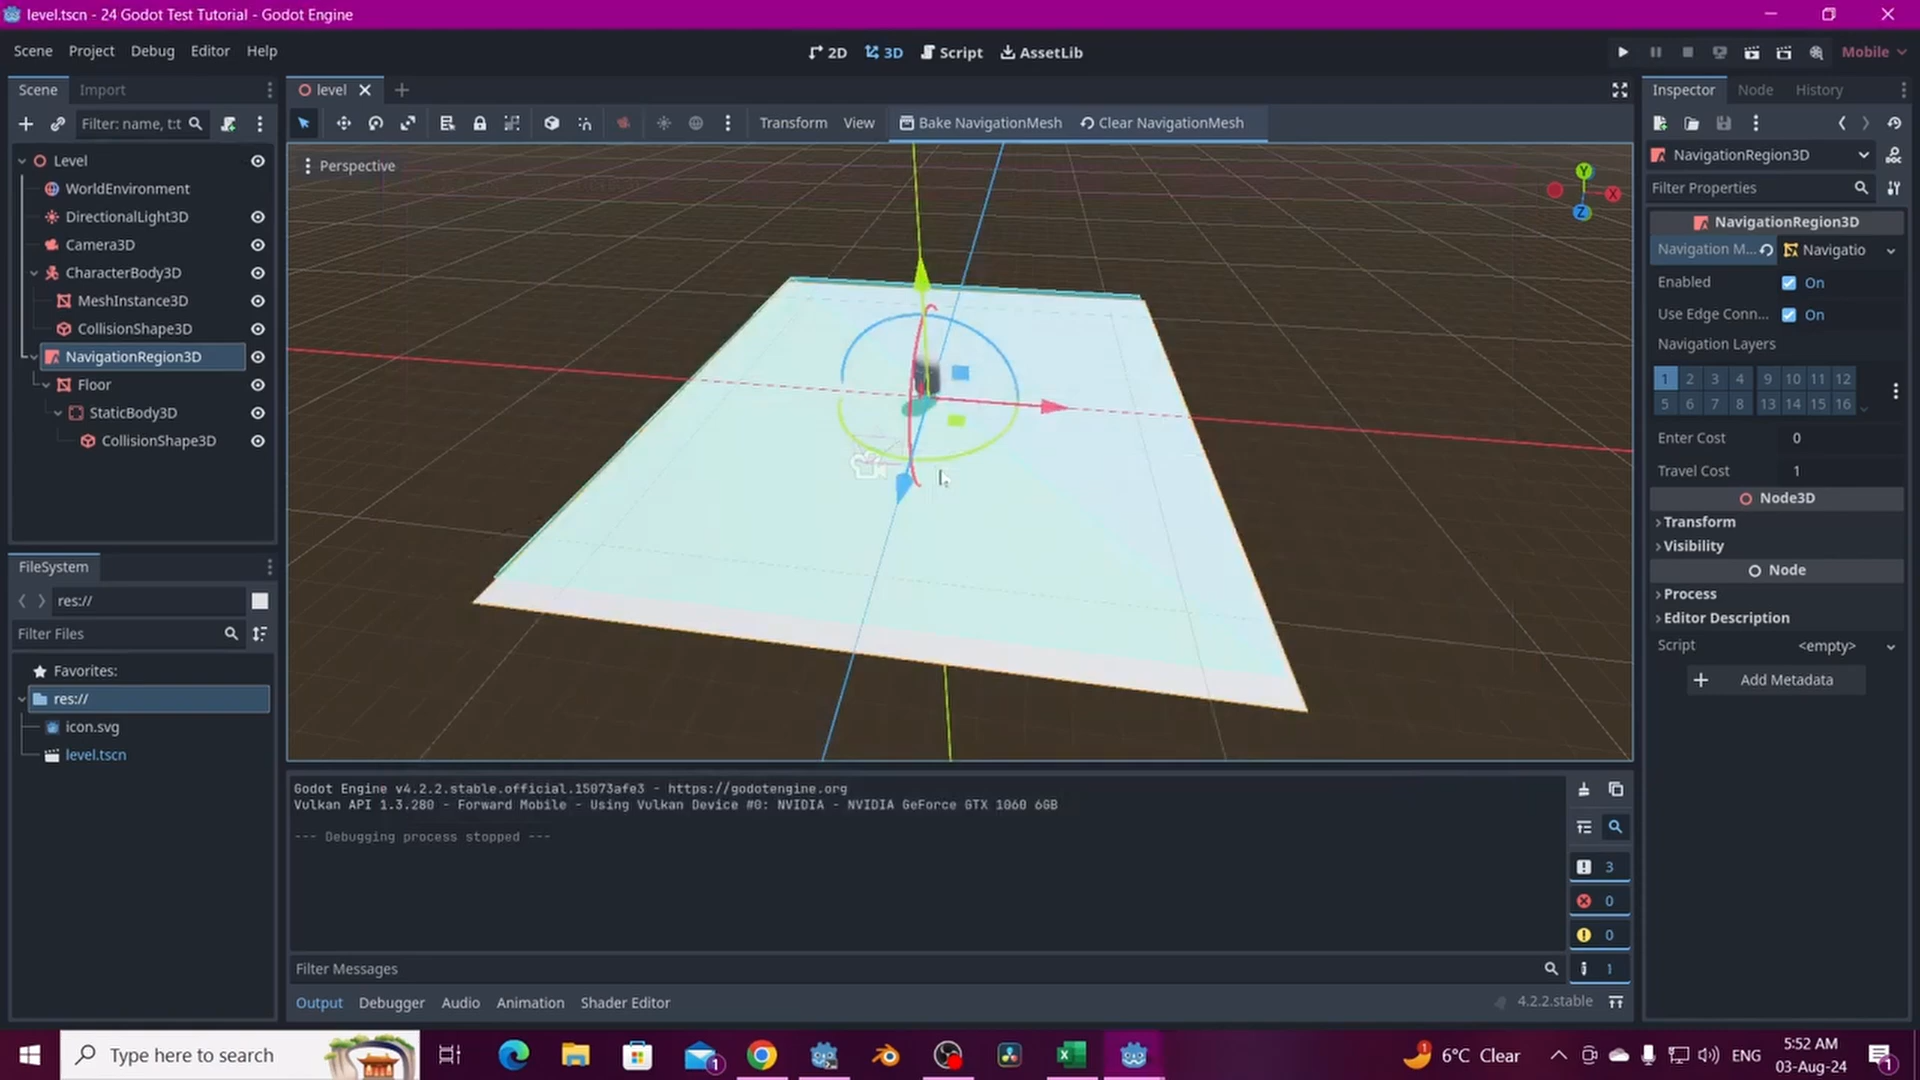 level.tscn - 24 Godot Test Tutorial - Godot Engine
Scene Project Debug Editor Help
2D 3D Script AssetLib
Mobile
Scene Import
level
Inspector Node History
Filter: name, t:t
Transform View Bake NavigationMesh Clear NavigationMesh
Perspective
Level
WorldEnvironment
DirectionalLight3D
Camera3D
CharacterBody3D
MeshInstance3D
CollisionShape3D
NavigationRegion3D
Floor
StaticBody3D
CollisionShape3D
Y
X
Z
NavigationRegion3D
Filter Properties
NavigationRegion3D
Navigation M... Navigatio
Enabled On
Use Edge Conn... On
Navigation Layers
1 2 3 4 9 10 11 12
5 6 7 8 13 14 15 16
Enter Cost 0
Travel Cost 1
Node3D
Transform
Visibility
Node
Process
Editor Description
Script <empty>
Add Metadata
FileSystem
res://
Filter Files
Favorites:
res://
icon.svg
level.tscn
Godot Engine v4.2.2.stable.official.15073afe3 - https://godotengine.org
Vulkan API 1.3.280 - Forward Mobile - Using Vulkan Device #0: NVIDIA - NVIDIA GeForce GTX 1060 6GB
--- Debugging process stopped ---
3
0
0
1
Filter Messages
Output Debugger Audio Animation Shader Editor
4.2.2.stable
Type here to search
1
1
6°C Clear
ENG
5:52 AM
03-Aug-24
1